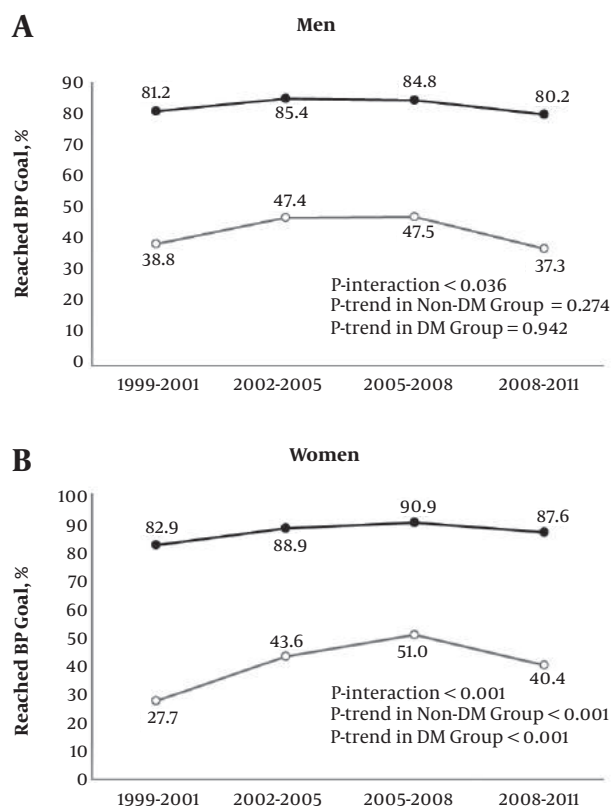 A
Men
Reached BP Goal, %
90
80
70
60
50
40
30
20
10
0
81.2
85.4
84.8
80.2
38.8
47.4
47.5
37.3
P-interaction < 0.036
P-trend in Non-DM Group = 0.274
P-trend in DM Group = 0.942
1999-2001 2002-2005 2005-2008 2008-2011
B
Women
Reached BP Goal, %
100
90
80
70
60
50
40
30
20
10
0
82.9
88.9
90.9
87.6
27.7
43.6
51.0
40.4
P-interaction < 0.001
P-trend in Non-DM Group < 0.001
P-trend in DM Group < 0.001
1999-2001 2002-2005 2005-2008 2008-2011